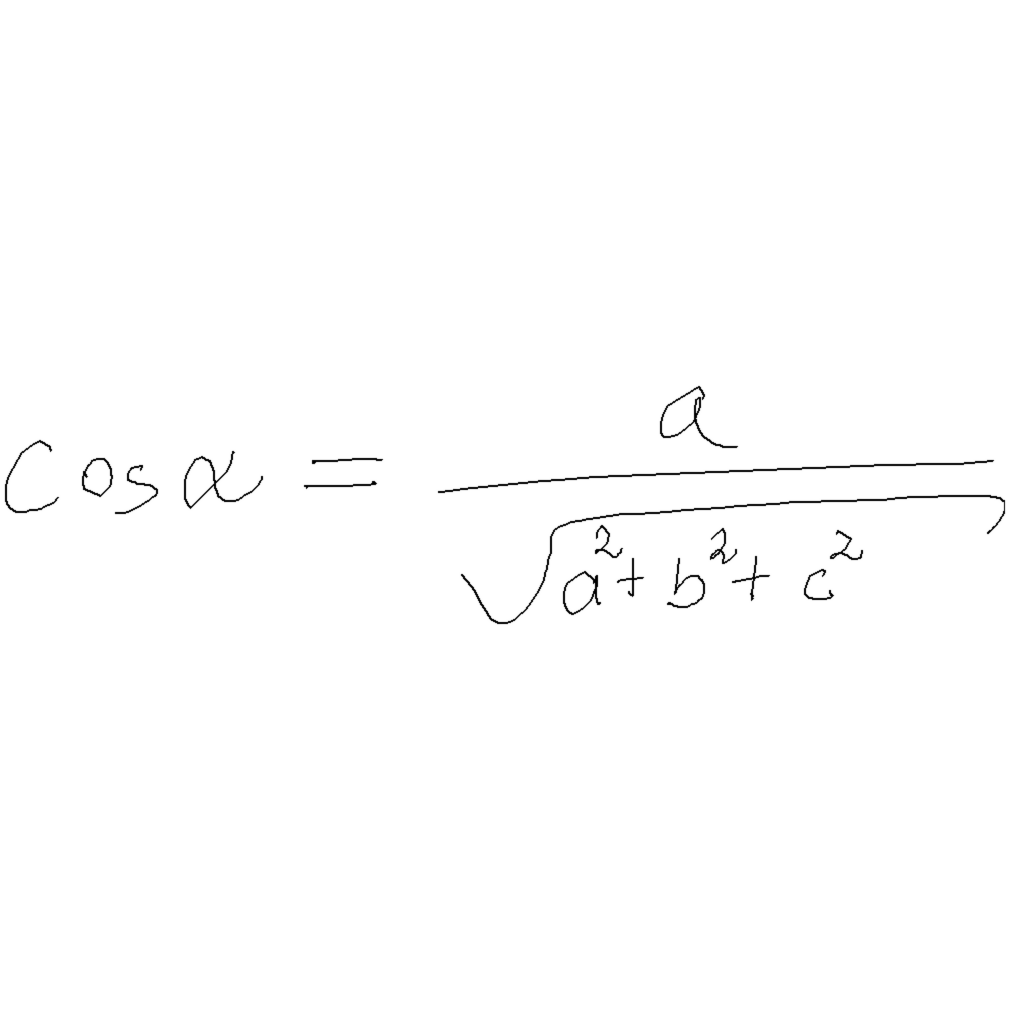 cos α = a / √(a² + b² + c²)